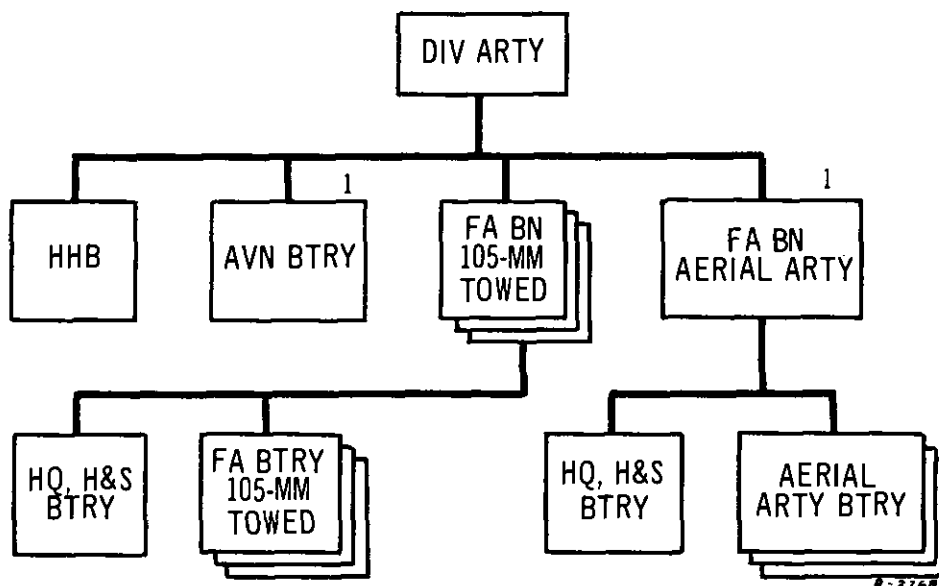 DIV ARTY
1
1
HHB
AVN BTRY
FA BN
105-MM
TOWED
FA BN
AERIAL ARTY
HQ, H&S
BTRY
FA BTRY
105-MM
TOWED
HQ, H&S
BTRY
AERIAL
ARTY BTRY